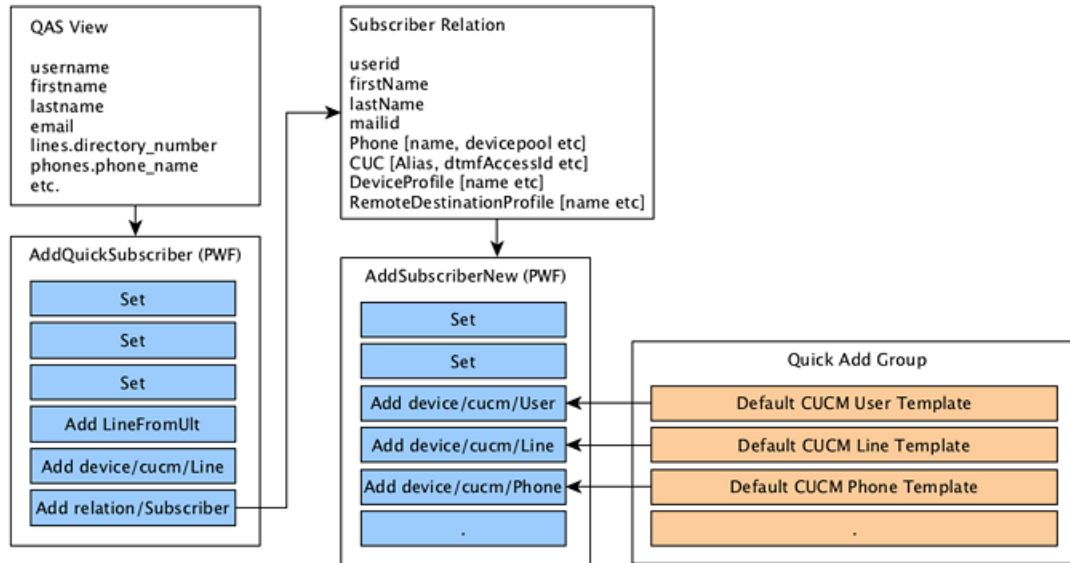 QAS View
username
firstname
lastname
email
lines.directory_number
phones.phone_name
etc.
AddQuickSubscriber (PWF)
Set
Set
Set
Add LineFromUlt
Add device/cucm/Line
Add relation/Subscriber
Subscriber Relation
userid
firstName
lastName
mailid
Phone [name, devicepool etc]
CUC [Alias, dtmfAccessId etc]
DeviceProfile [name etc]
RemoteDestinationProfile [name etc]
AddSubscriberNew (PWF)
Set
Set
Add device/cucm/User
Add device/cucm/Line
Add device/cucm/Phone
.
Quick Add Group
Default CUCM User Template
Default CUCM Line Template
Default CUCM Phone Template
.